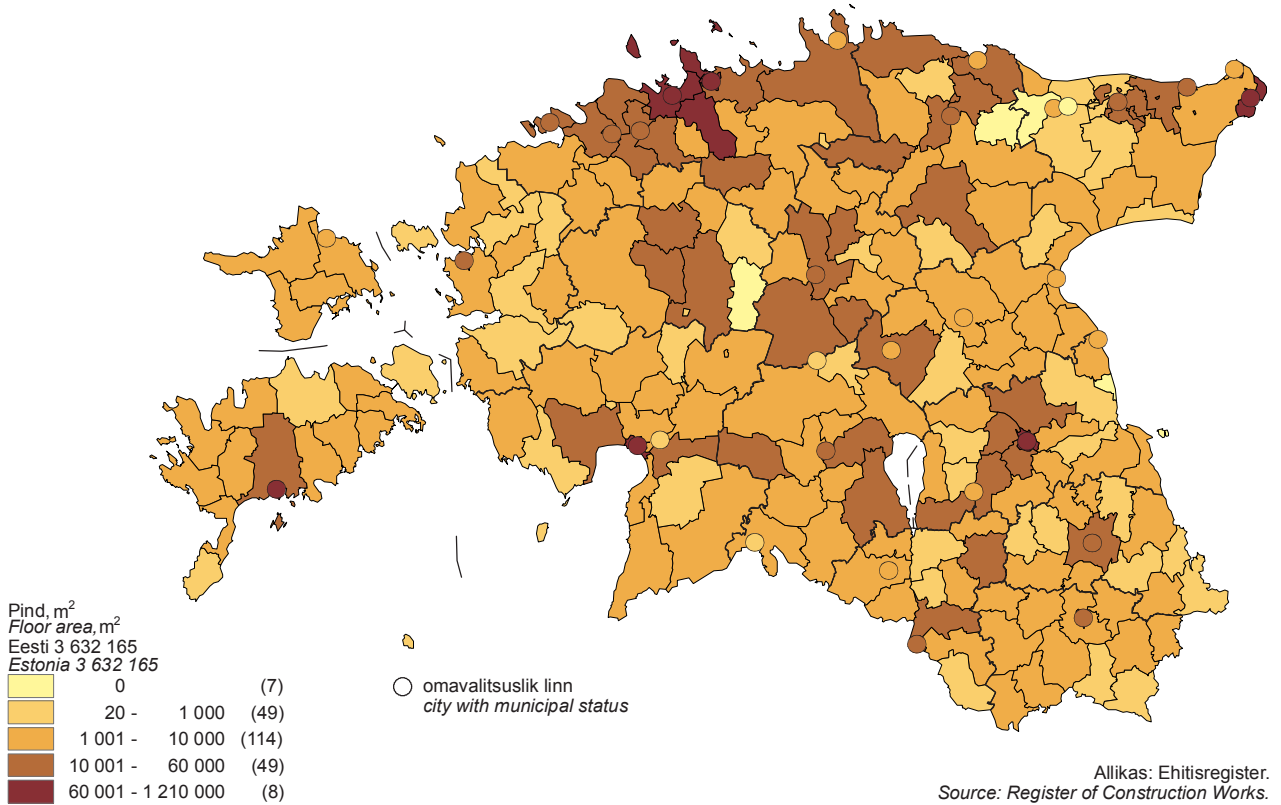 Pind, m²
Floor area, m²
Eesti 3 632 165
Estonia 3 632 165
0 (7)
20 - 1 000 (49)
1 001 - 10 000 (114)
10 001 - 60 000 (49)
60 001 - 1 210 000 (8)
omavalitsuslik linn
city with municipal status
Allikas: Ehitisregister.
Source: Register of Construction Works.